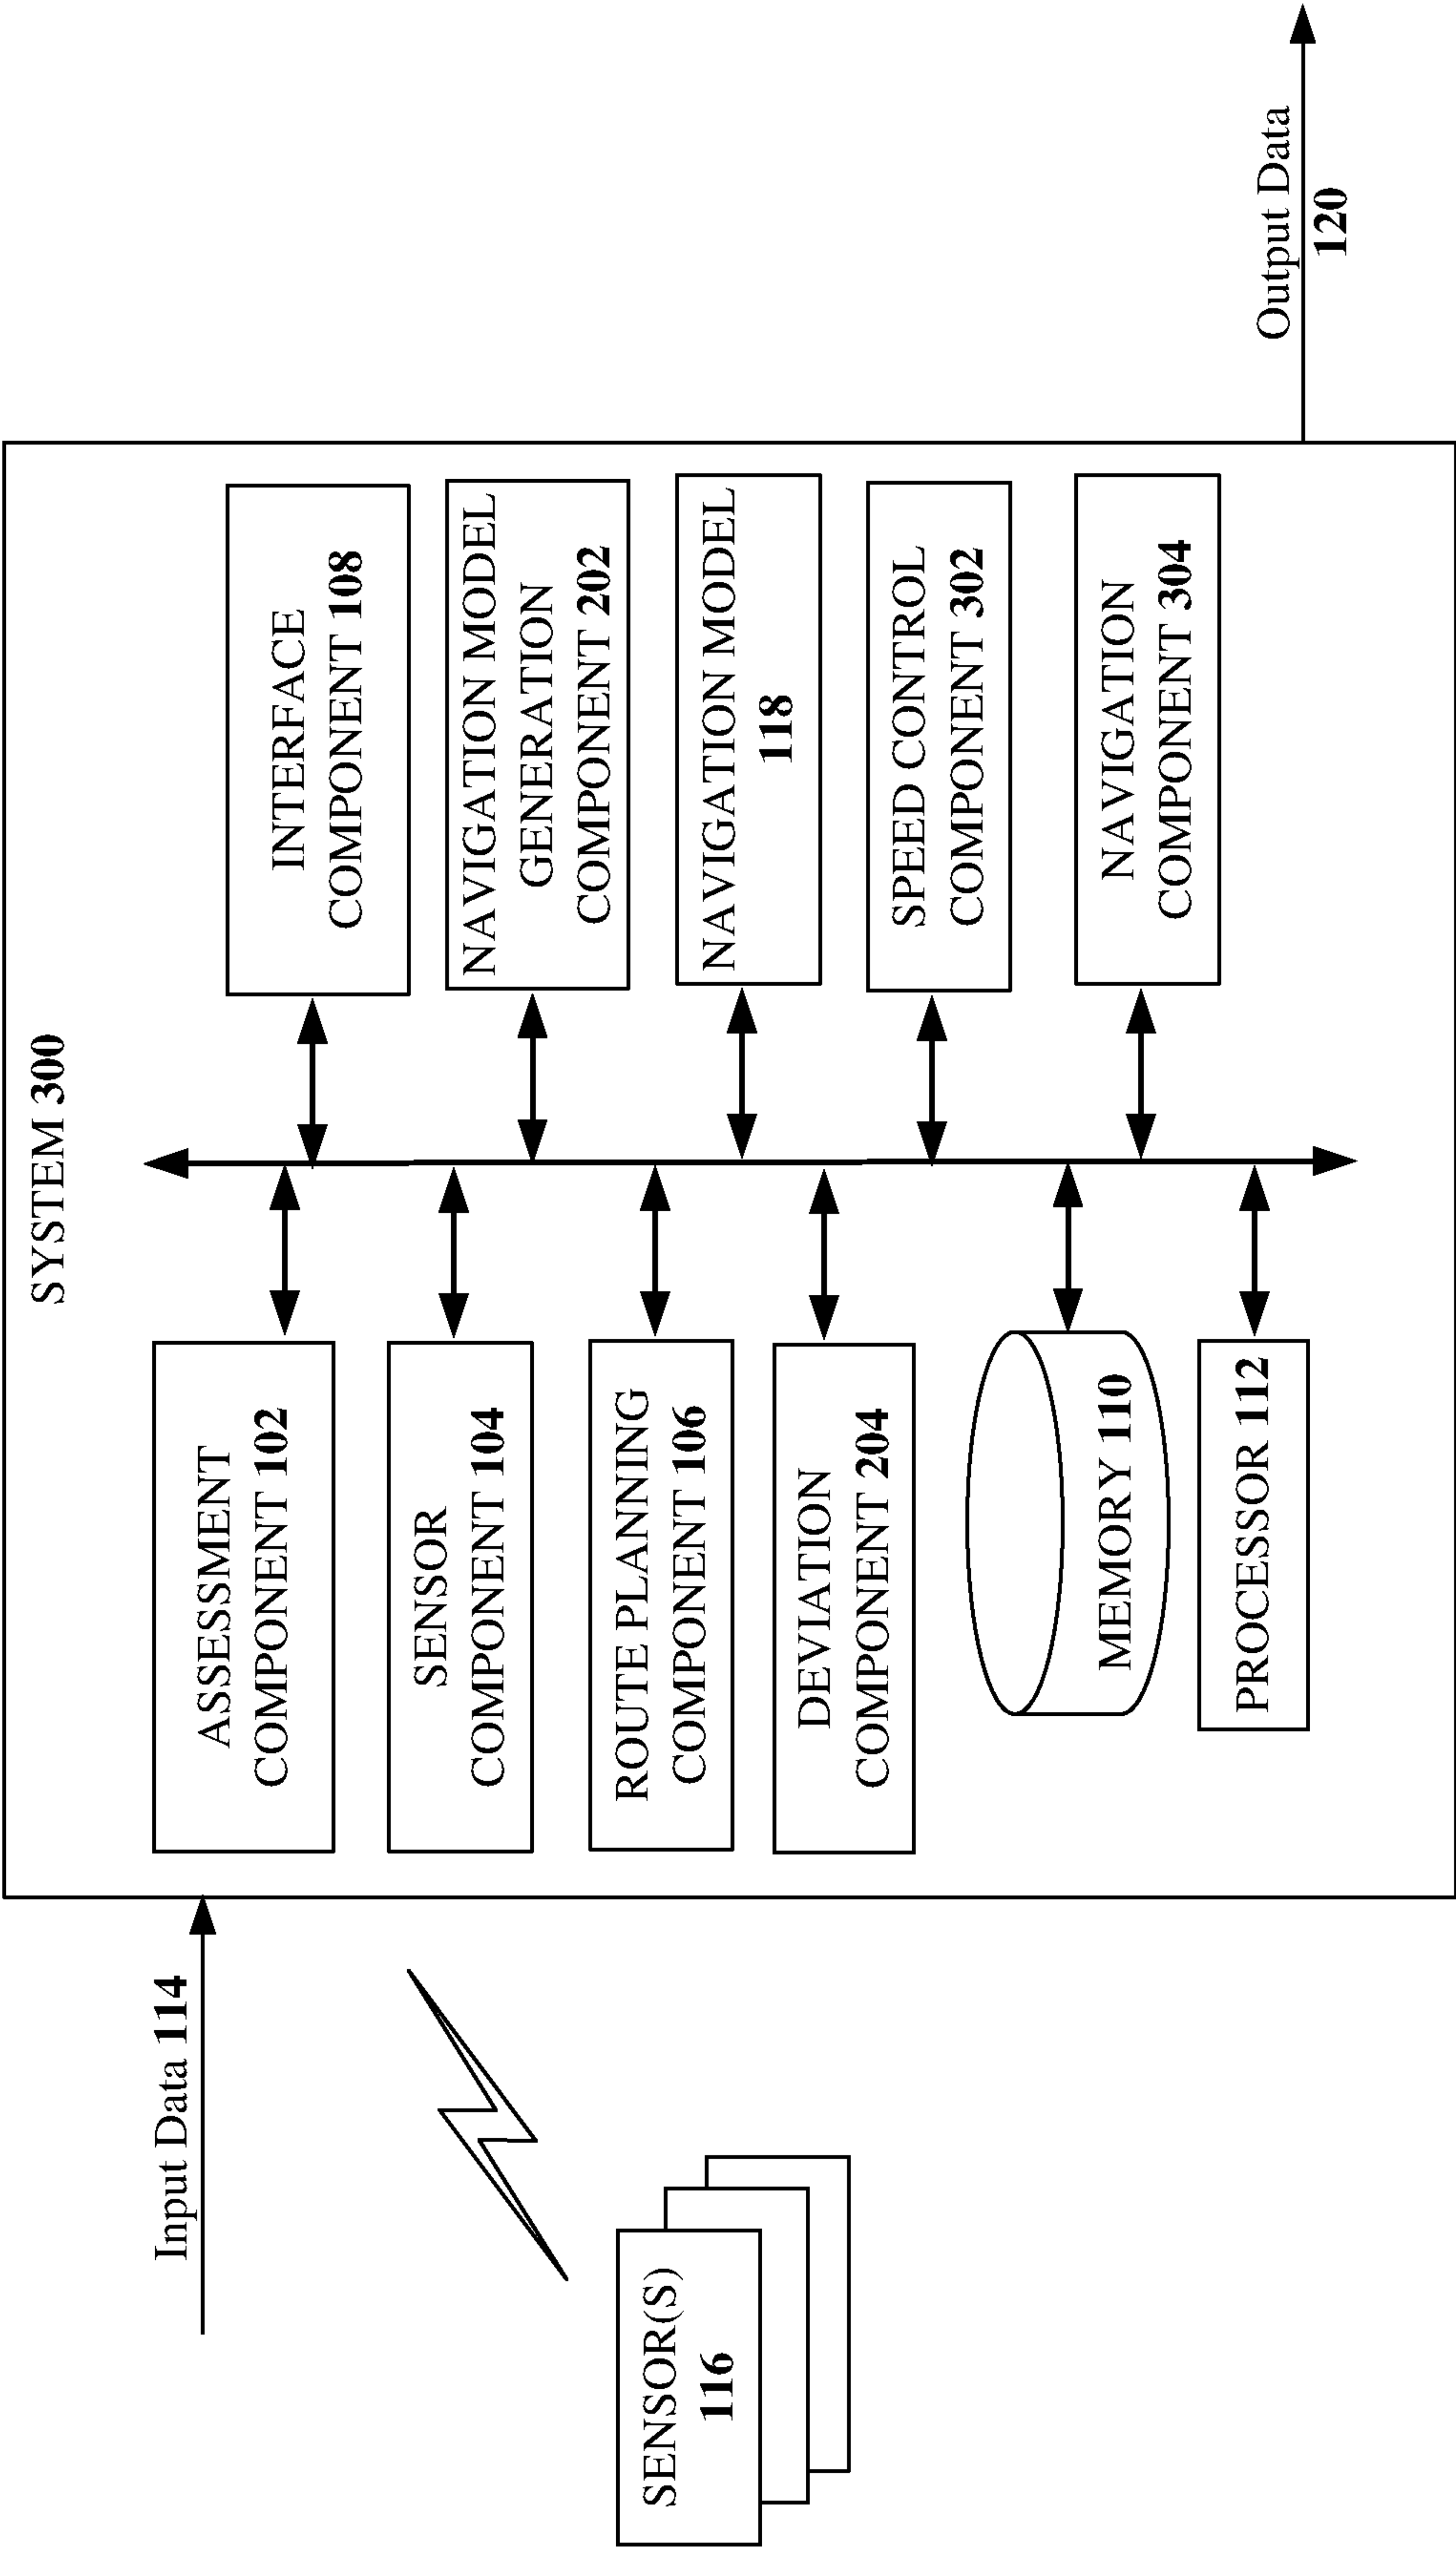 SYSTEM 300
Input Data 114
ASSESSMENT
COMPONENT 102
SENSOR
COMPONENT 104
ROUTE PLANNING
COMPONENT 106
DEVIATION
COMPONENT 204
MEMORY 110
PROCESSOR 112
INTERFACE
COMPONENT 108
NAVIGATION MODEL
GENERATION
COMPONENT 202
NAVIGATION MODEL
118
SPEED CONTROL
COMPONENT 302
NAVIGATION
COMPONENT 304
SENSOR(S)
116
Output Data
120